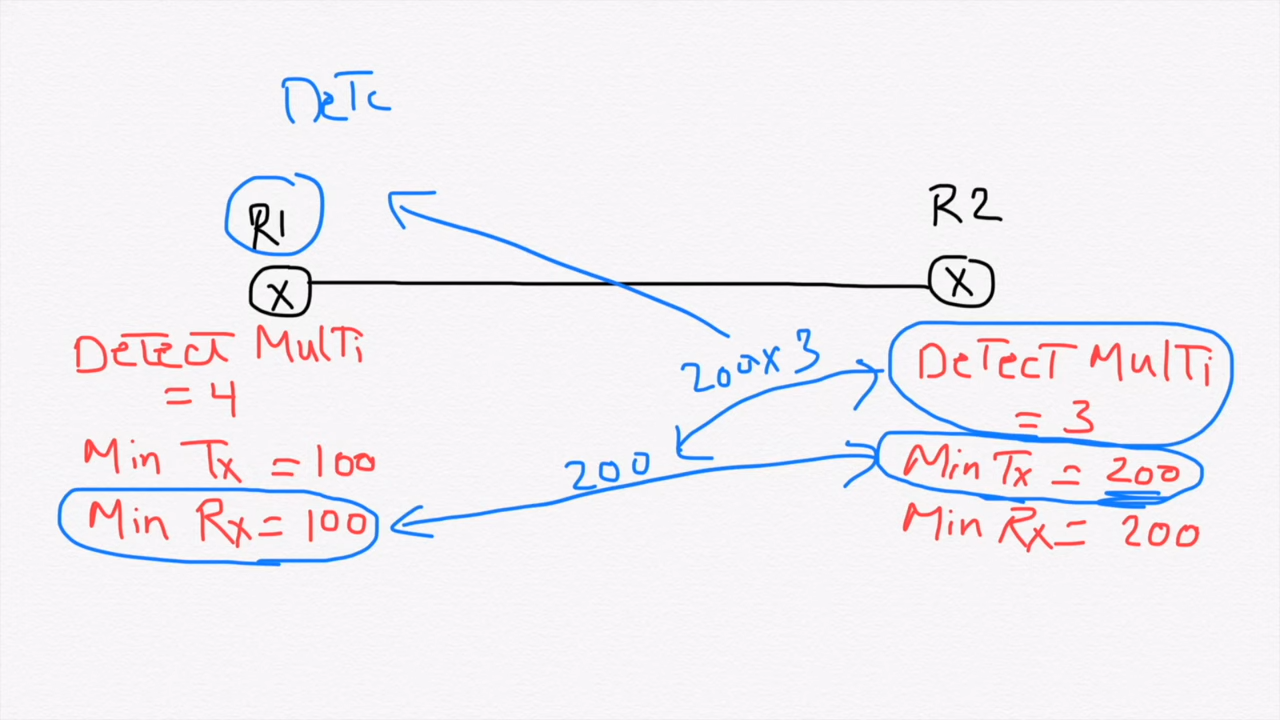 DeTc
R1
R2
X
X
DeTecT MulTi
= 4
Min Tx = 100
Min Rx = 100
200x3
200
DeTecT MulTi
= 3
Min Tx = 200
Min Rx = 200